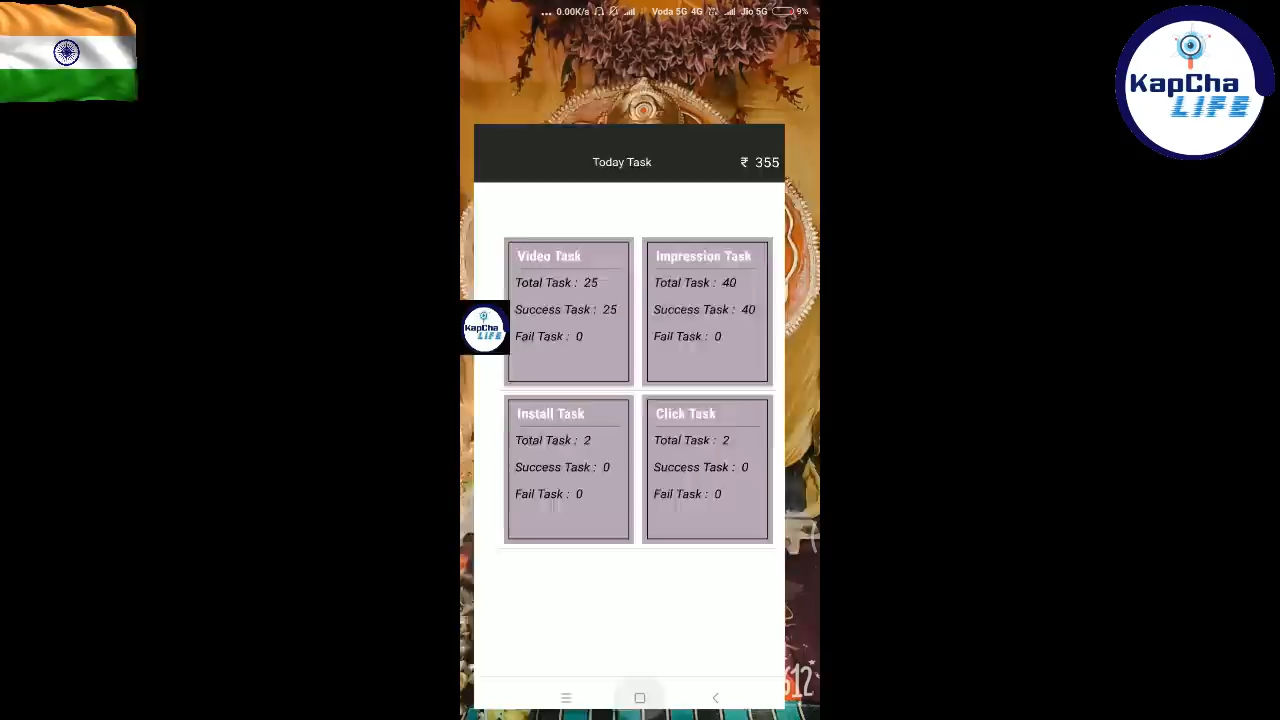 ... 0.00K/s Voda 5G 4G Jio 5G 9%
KapCha
LIFE
Today Task ₹ 355
Video Task
Total Task : 25
Success Task : 25
Fail Task : 0
Impression Task
Total Task : 40
Success Task : 40
Fail Task : 0
KapCha
LIFE
Install Task
Total Task : 2
Success Task : 0
Fail Task : 0
Click Task
Total Task : 2
Success Task : 0
Fail Task : 0